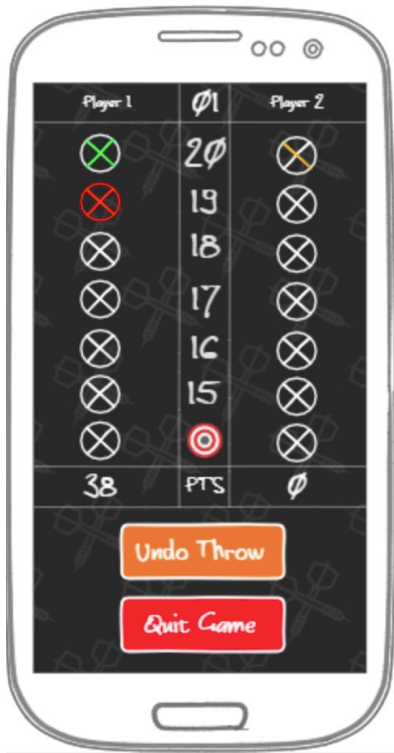 Player 1 Ø1 Player 2
2Ø
19
18
17
16
15
38 PTS Ø
Undo Throw
Quit Game